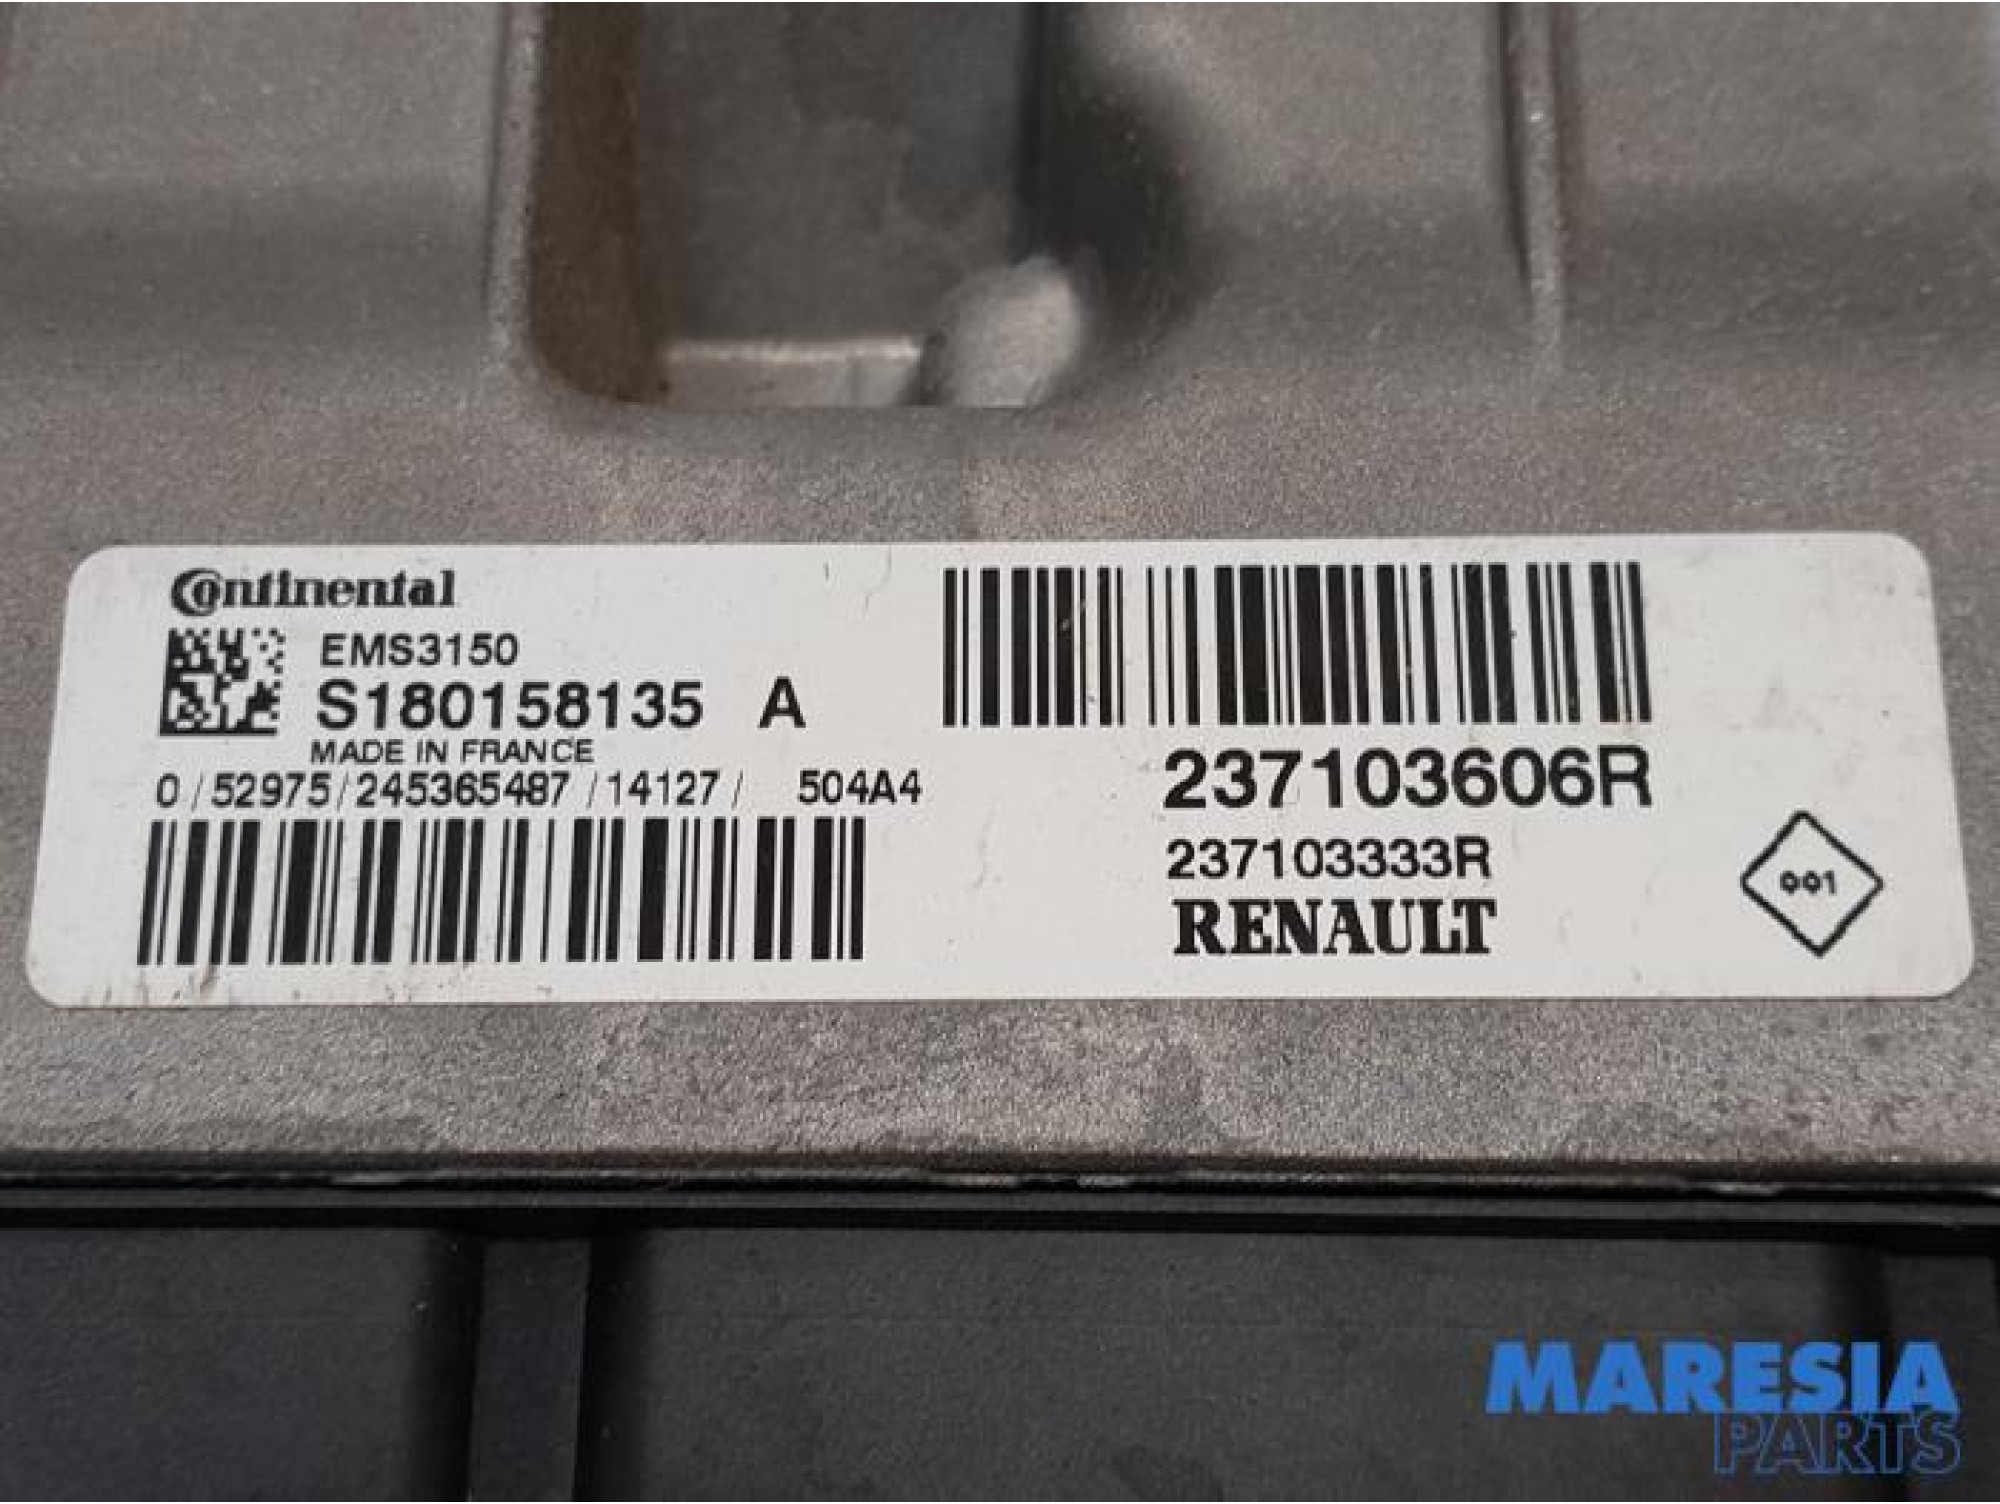 Continental
EMS3150
S180158135 A
MADE IN FRANCE
0/52975/245365487/14127/ 504A4
237103606R
237103333R
RENAULT
001
MARESIA
PARTS